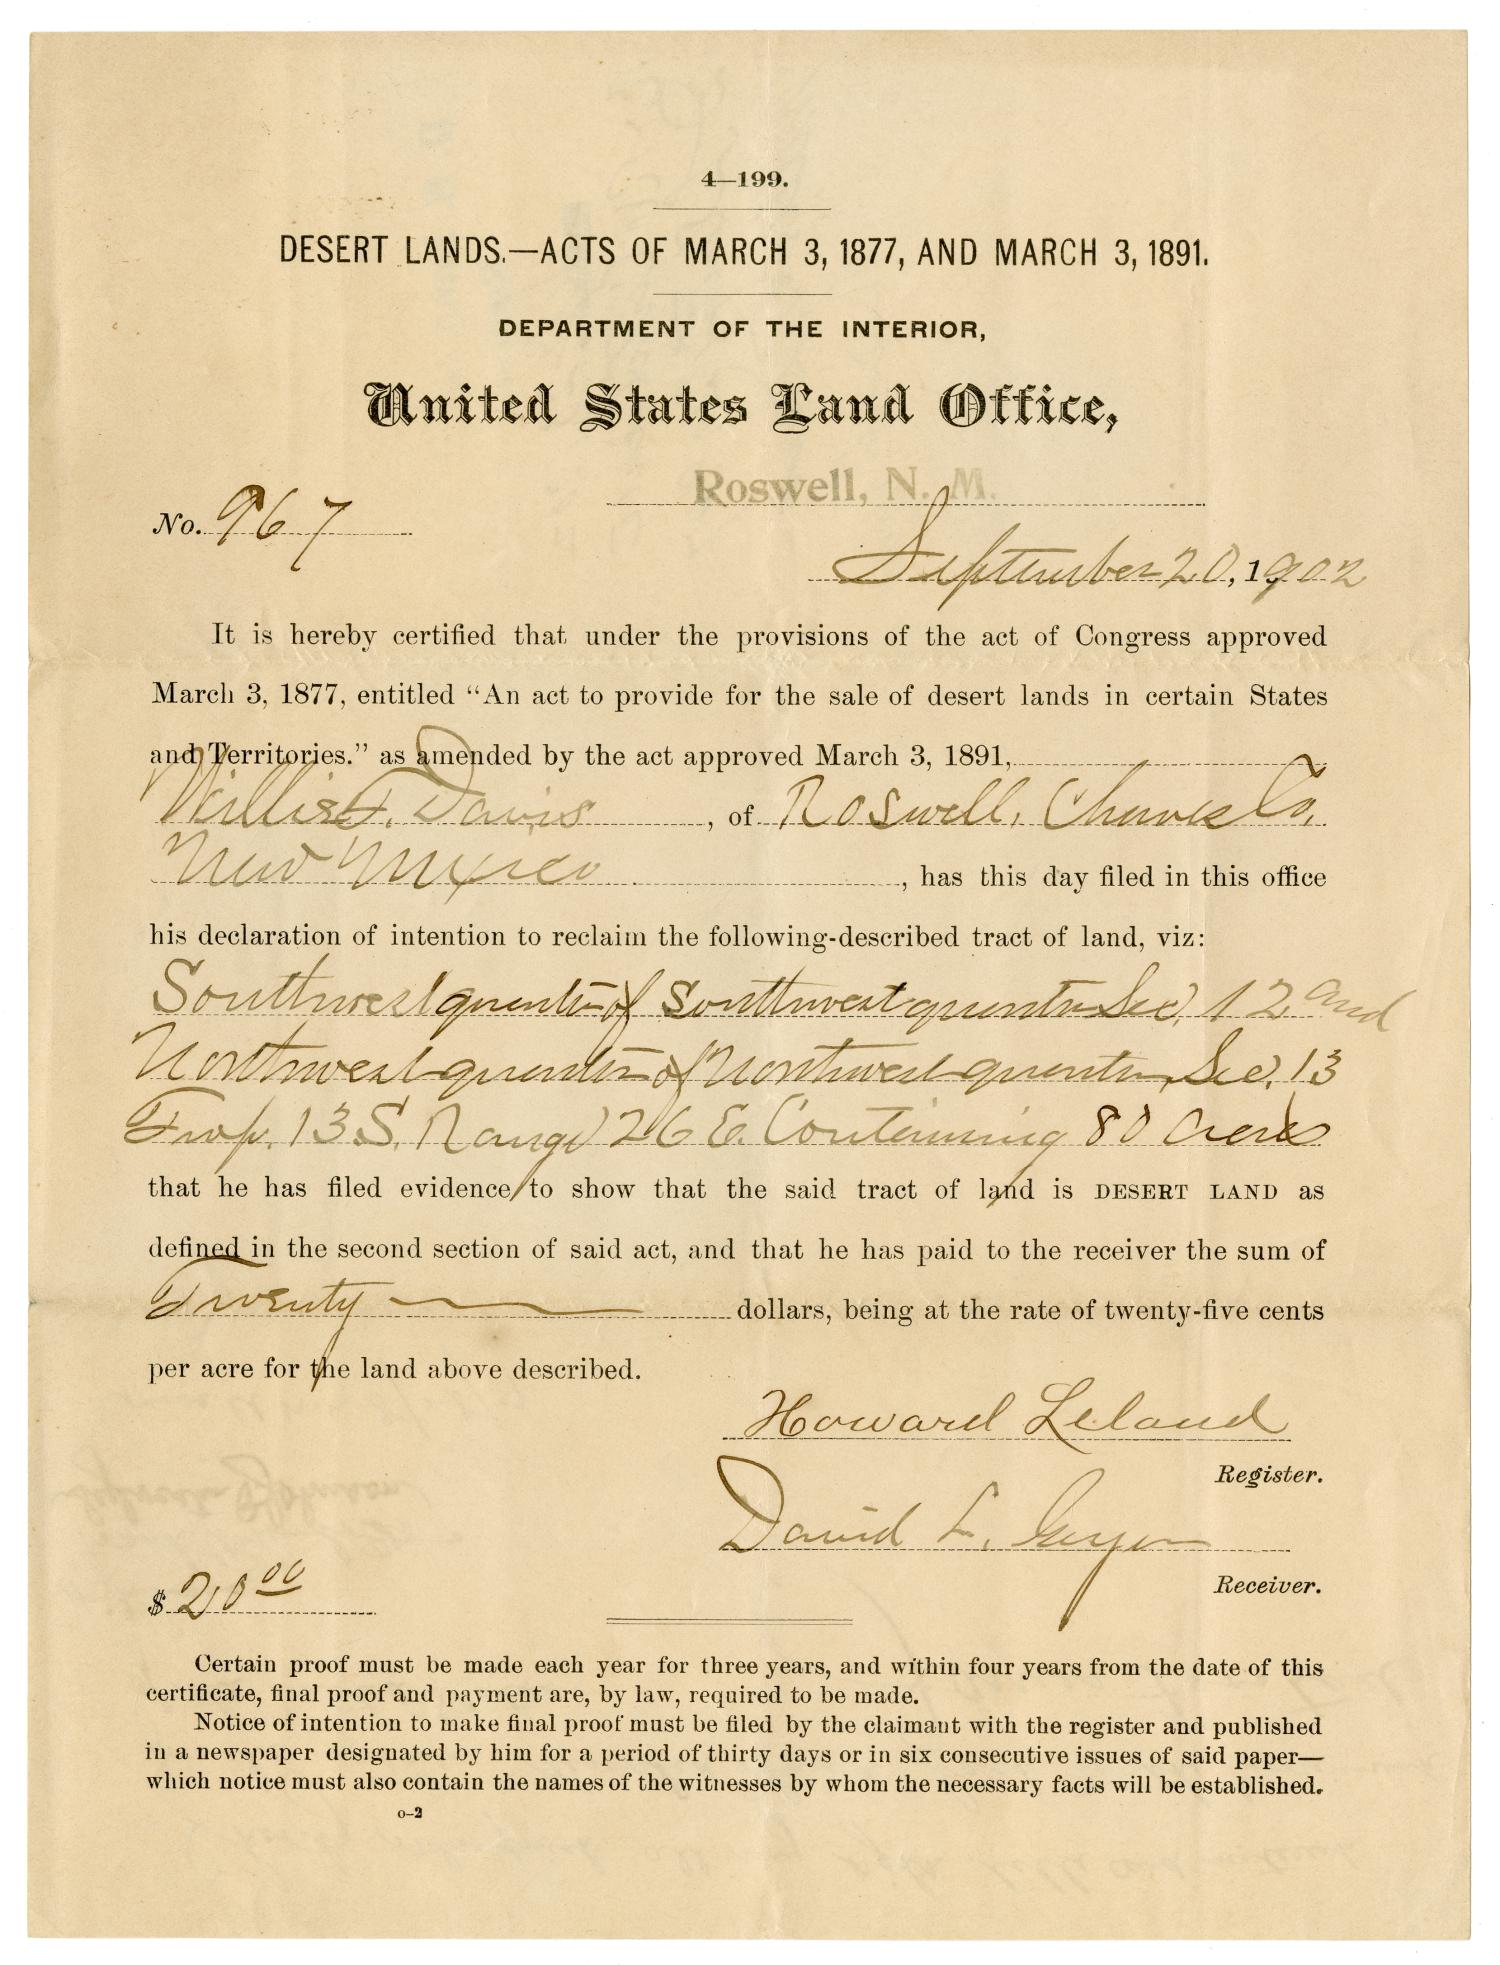 4—199.
DESERT LANDS.—ACTS OF MARCH 3, 1877, AND MARCH 3, 1891.
DEPARTMENT OF THE INTERIOR,
United States Land Office,
Roswell, N. M.
No. 967
September 20, 1902
It is hereby certified that under the provisions of the act of Congress approved
March 3, 1877, entitled “An act to provide for the sale of desert lands in certain States
and Territories.” as amended by the act approved March 3, 1891,
Willis F. Davis, of Roswell, Chaves Co,
New Mexico, has this day filed in this office
his declaration of intention to reclaim the following-described tract of land, viz:
Southwest quarter of Southwest quarter Sec. 12 and
Northwest quarter of Northwest quarter, Sec. 13
Twp. 13 S. Range 26 E. Containing 80 Acres
that he has filed evidence to show that the said tract of land is DESERT LAND as
defined in the second section of said act, and that he has paid to the receiver the sum of
Twenty dollars, being at the rate of twenty-five cents
per acre for the land above described.
Howard Leland
Register.
David L. Geyer
Receiver.
$ 20 00
Certain proof must be made each year for three years, and within four years from the date of this
certificate, final proof and payment are, by law, required to be made.
Notice of intention to make final proof must be filed by the claimant with the register and published
in a newspaper designated by him for a period of thirty days or in six consecutive issues of said paper—
which notice must also contain the names of the witnesses by whom the necessary facts will be established.
o-2